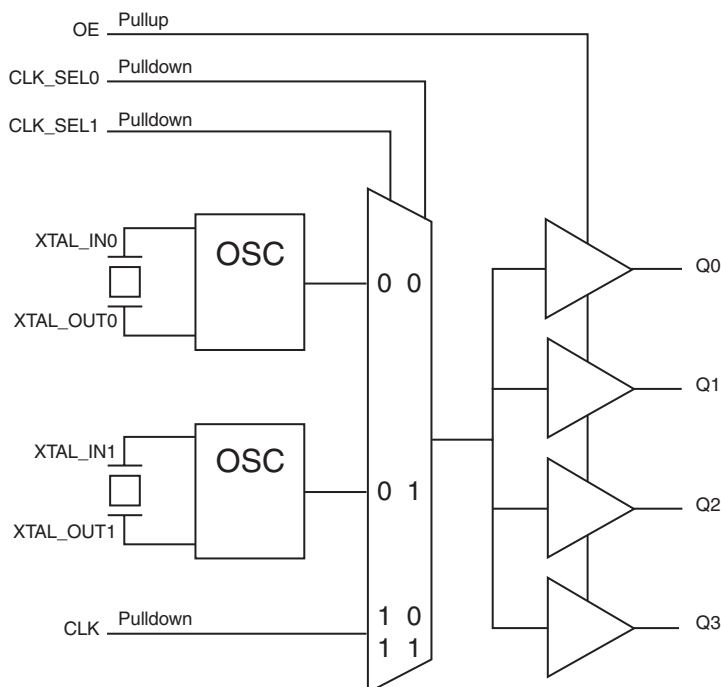 OE Pullup
CLK_SEL0 Pulldown
CLK_SEL1 Pulldown
XTAL_IN0
OSC
XTAL_OUT0
0 0
Q0
Q1
XTAL_IN1
OSC
XTAL_OUT1
0 1
Q2
CLK Pulldown
1 0
1 1
Q3